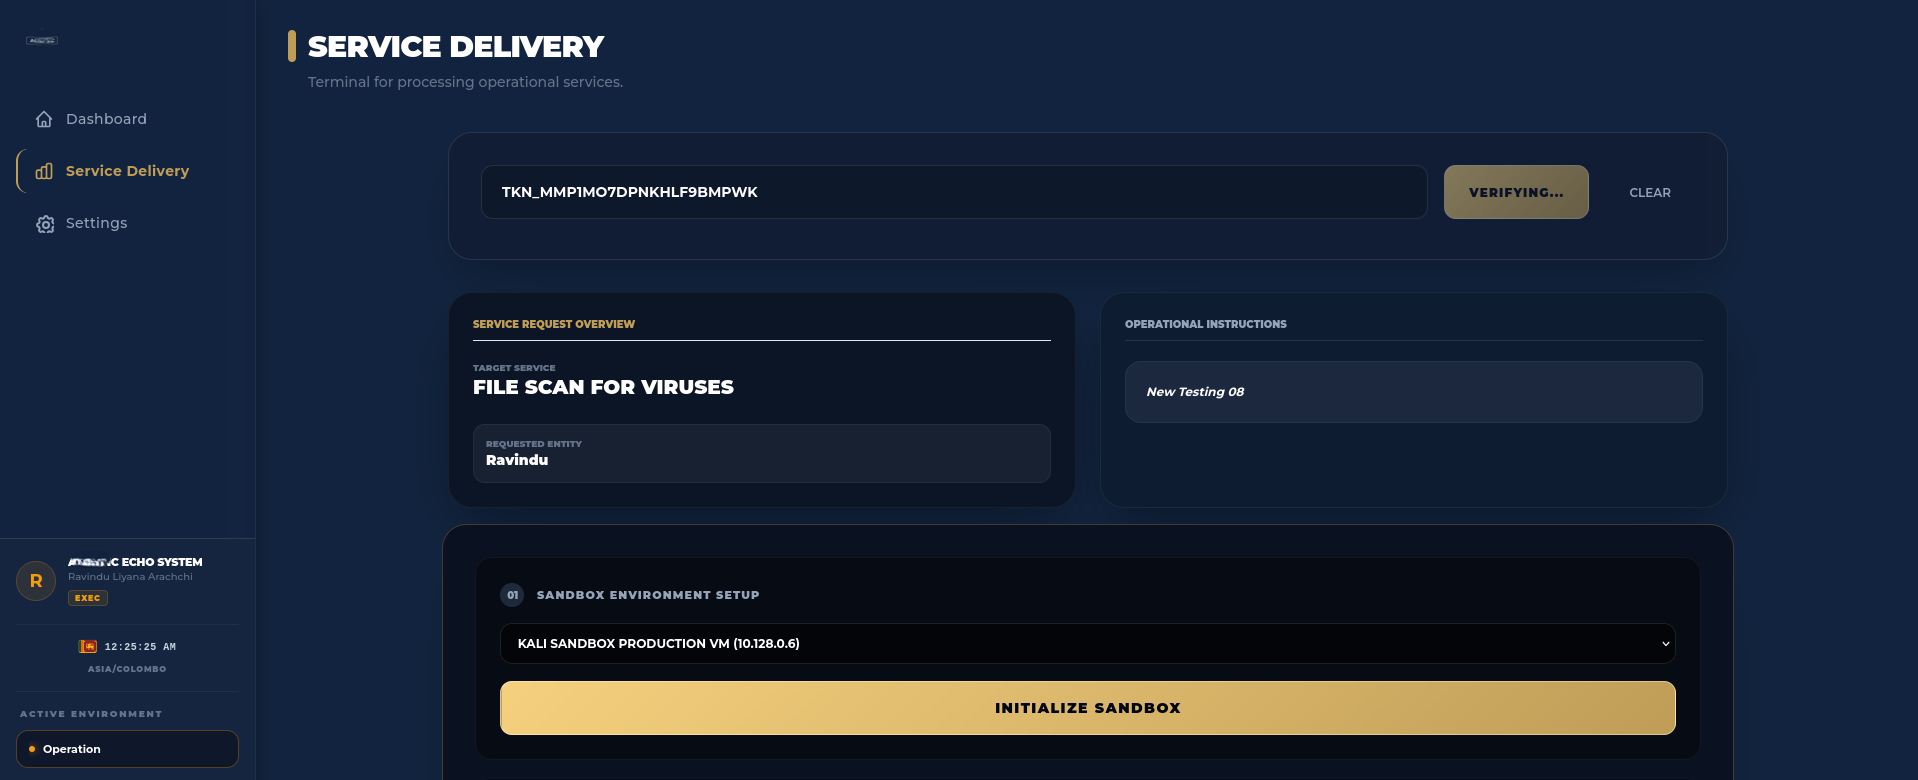 SERVICE DELIVERY
Terminal for processing operational services.
Dashboard
Service Delivery
Settings
TKN_MMP1MO7DPNKHLF9BMPWK
VERIFYING...
CLEAR
SERVICE REQUEST OVERVIEW
TARGET SERVICE
FILE SCAN FOR VIRUSES
REQUESTED ENTITY
Ravindu
OPERATIONAL INSTRUCTIONS
New Testing 08
01 SANDBOX ENVIRONMENT SETUP
KALI SANDBOX PRODUCTION VM (10.128.0.6)
INITIALIZE SANDBOX
R
ECHO SYSTEM
Ravindu Liyana Arachchi
EXEC
12:25:25 AM
ASIA/COLOMBO
ACTIVE ENVIRONMENT
Operation